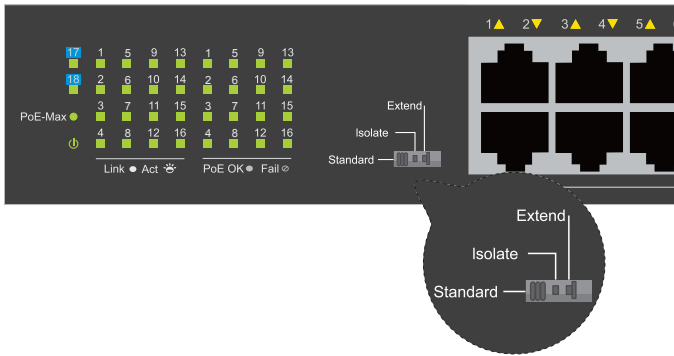 1▲ 2▼ 3▲ 4▼ 5▲
17 1 5 9 13 1 5 9 13
18 2 6 10 14 2 6 10 14
PoE-Max 3 7 11 15 3 7 11 15
4 8 12 16 4 8 12 16
Link Act PoE OK Fail
Extend
Isolate
Standard
Extend
Isolate
Standard